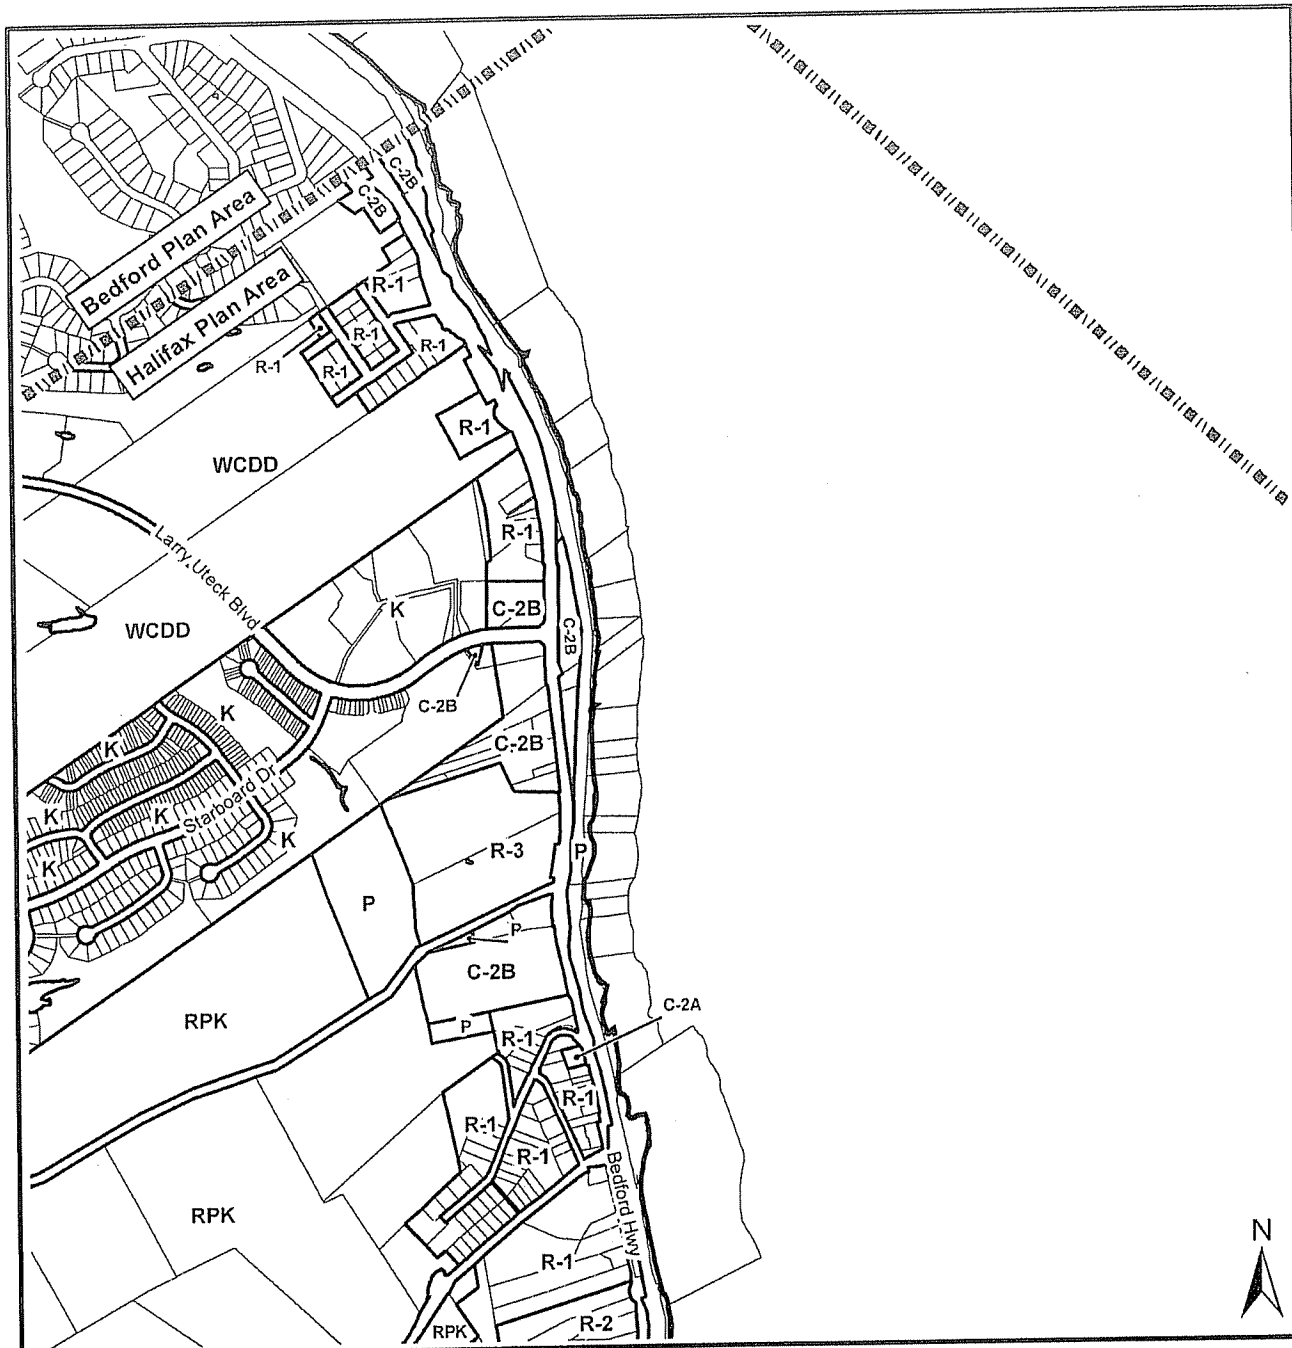 C-2B
C-2B
Bedford Plan Area
Halifax Plan Area
R-1
R-1
R-1
R-1
R-1
R-1
WCDD
Larry Uteck Blvd
R-1
K
C-2B
WCDD
C-2B
C-2B
K
K
C-2B
Starboard Dr
K
K
K
K
R-3
P
P
P
C-2B
C-2A
RPK
P
R-1
R-1
R-1
R-1
Bedford Hwy
RPK
N
R-1
R-2
RPK